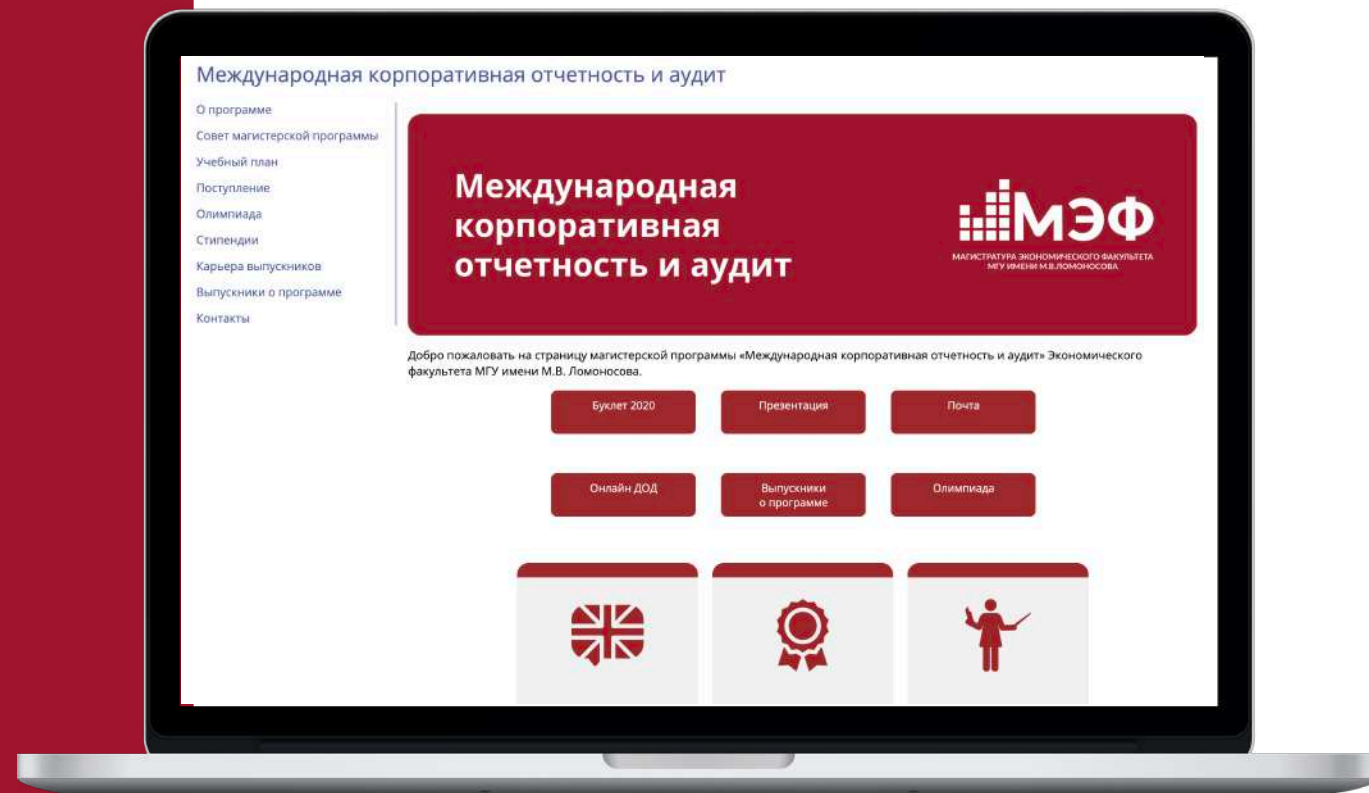 Международная корпоративная отчетность и аудит
О программе
Совет магистерской программы
Учебный план
Поступление
Олимпиада
Стипендии
Карьера выпускников
Выпускники о программе
Контакты
Международная
корпоративная
отчетность и аудит
МЭФ
МАГИСТРАТУРА ЭКОНОМИЧЕСКОГО ФАКУЛЬТЕТА
МГУ ИМЕНИ М.В.ЛОМОНОСОВА
Добро пожаловать на страницу магистерской программы «Международная корпоративная отчетность и аудит» Экономического
факультета МГУ имени М.В. Ломоносова.
Буклет 2020
Презентация
Почта
Онлайн ДОД
Выпускники
о программе
Олимпиада